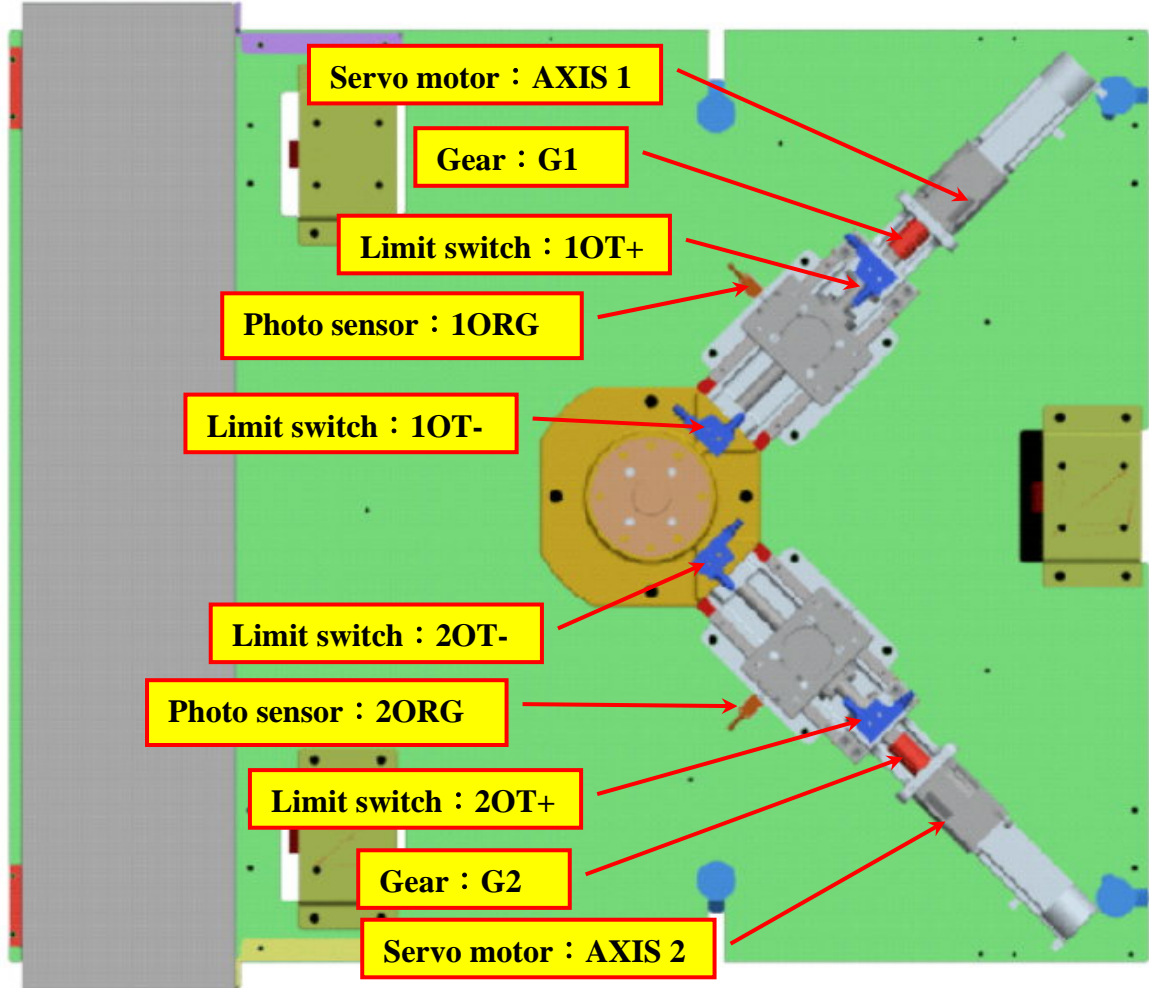 Servo motor：AXIS 1
Gear：G1
Limit switch：1OT+
Photo sensor：1ORG
Limit switch：1OT-
Limit switch：2OT-
Photo sensor：2ORG
Limit switch：2OT+
Gear：G2
Servo motor：AXIS 2